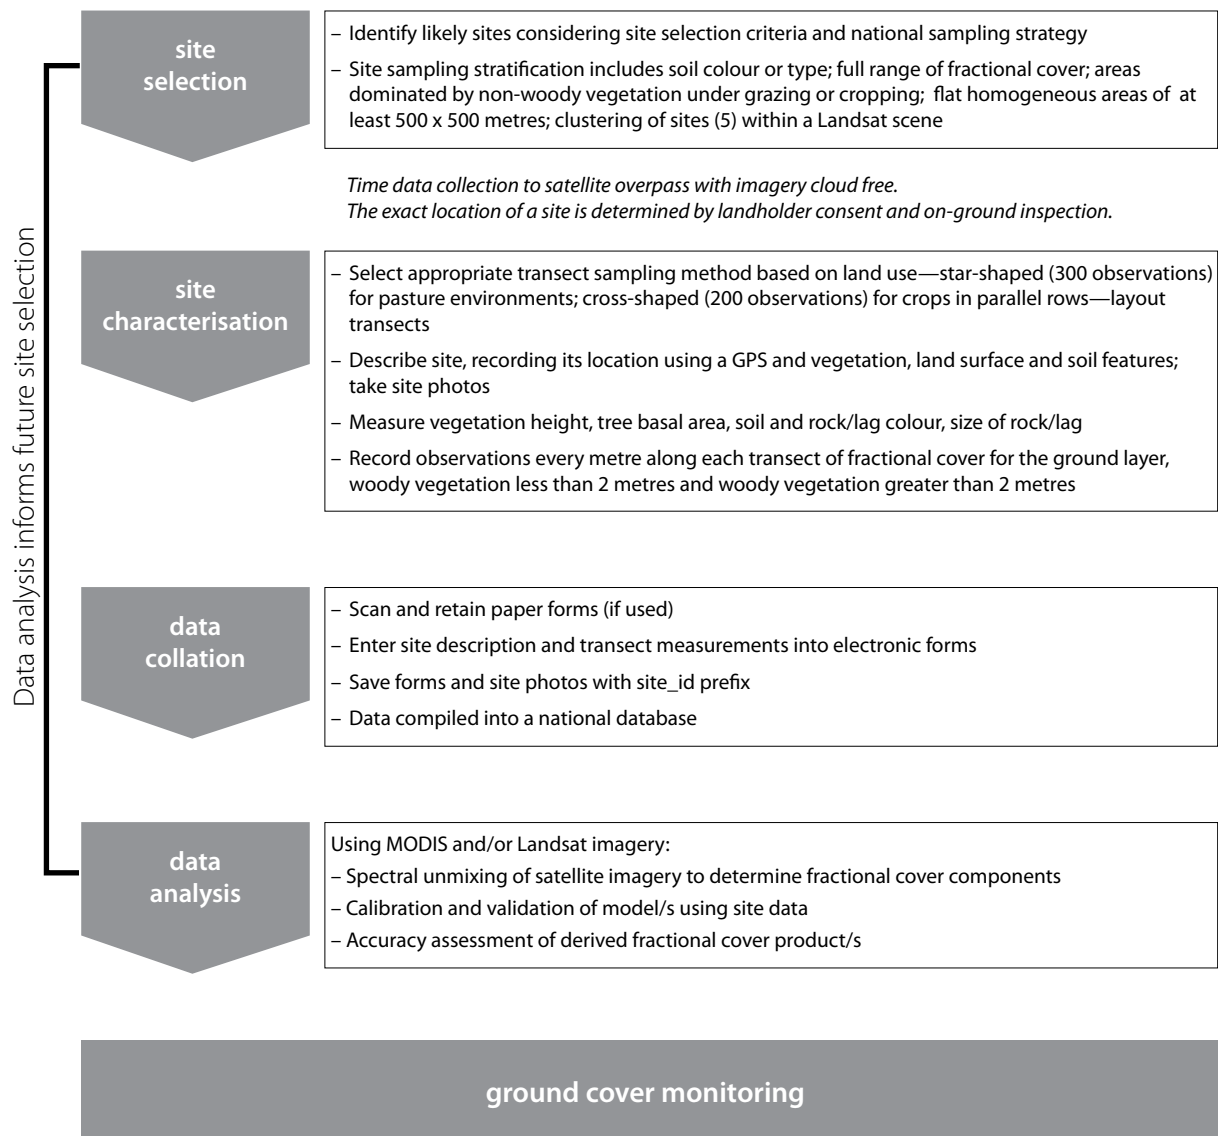 Data analysis informs future site selection
site
selection
– Identify likely sites considering site selection criteria and national sampling strategy
– Site sampling stratification includes soil colour or type; full range of fractional cover; areas
dominated by non-woody vegetation under grazing or cropping; flat homogeneous areas of at
least 500 x 500 metres; clustering of sites (5) within a Landsat scene
Time data collection to satellite overpass with imagery cloud free.
The exact location of a site is determined by landholder consent and on-ground inspection.
site
characterisation
– Select appropriate transect sampling method based on land use—star-shaped (300 observations)
for pasture environments; cross-shaped (200 observations) for crops in parallel rows—layout
transects
– Describe site, recording its location using a GPS and vegetation, land surface and soil features;
take site photos
– Measure vegetation height, tree basal area, soil and rock/lag colour, size of rock/lag
– Record observations every metre along each transect of fractional cover for the ground layer,
woody vegetation less than 2 metres and woody vegetation greater than 2 metres
data
collation
– Scan and retain paper forms (if used)
– Enter site description and transect measurements into electronic forms
– Save forms and site photos with site_id prefix
– Data compiled into a national database
data
analysis
Using MODIS and/or Landsat imagery:
– Spectral unmixing of satellite imagery to determine fractional cover components
– Calibration and validation of model/s using site data
– Accuracy assessment of derived fractional cover product/s
ground cover monitoring